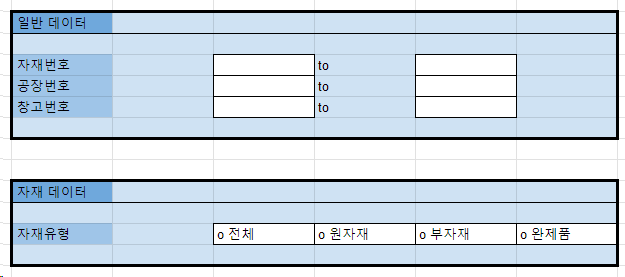 일반 데이터
자재번호 to
공장번호 to
창고번호 to
자재 데이터
자재유형 o 전체 o 원자재 o 부자재 o 완제품